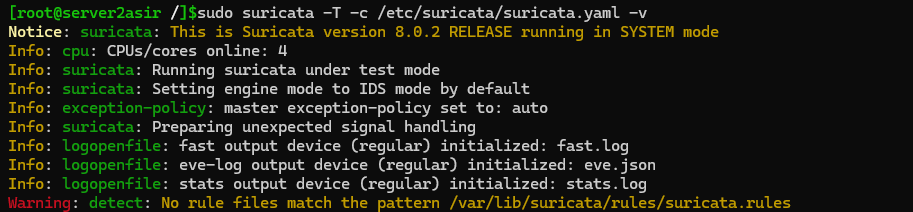 [root@server2asir /]$sudo suricata -T -c /etc/suricata/suricata.yaml -v
Notice: suricata: This is Suricata version 8.0.2 RELEASE running in SYSTEM mode
Info: cpu: CPUs/cores online: 4
Info: suricata: Running suricata under test mode
Info: suricata: Setting engine mode to IDS mode by default
Info: exception-policy: master exception-policy set to: auto
Info: suricata: Preparing unexpected signal handling
Info: logopenfile: fast output device (regular) initialized: fast.log
Info: logopenfile: eve-log output device (regular) initialized: eve.json
Info: logopenfile: stats output device (regular) initialized: stats.log
Warning: detect: No rule files match the pattern /var/lib/suricata/rules/suricata.rules